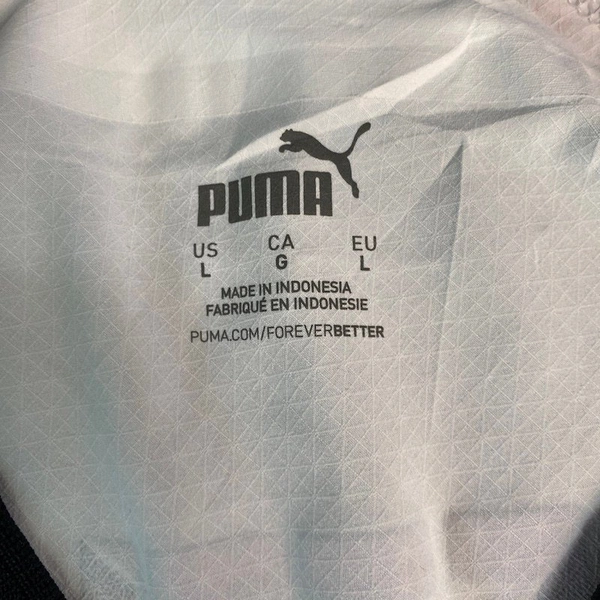 PUMA
US CA EU
L G L
MADE IN INDONESIA
FABRIQUÉ EN INDONESIE
PUMA.COM/FOREVERBETTER